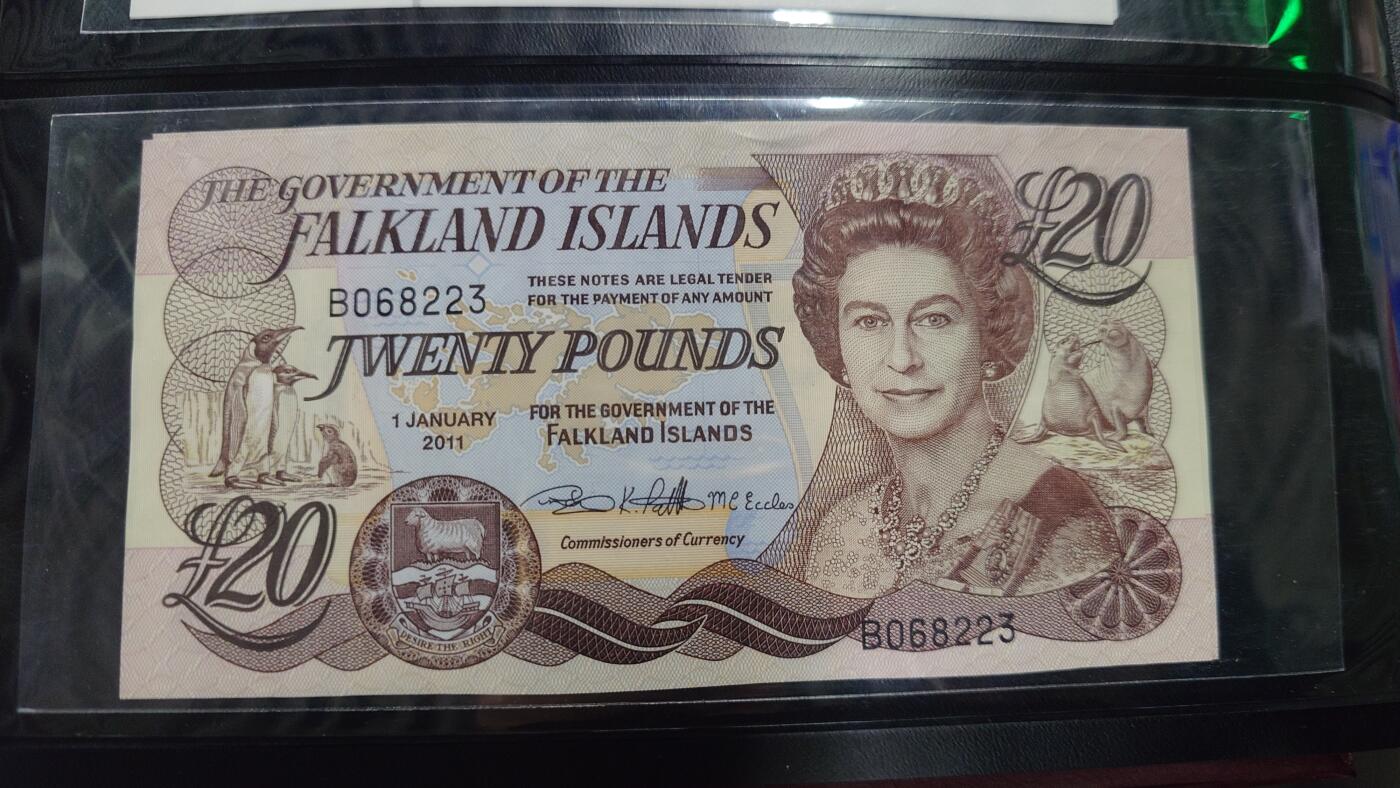 THE GOVERNMENT OF THE
FALKLAND ISLANDS
£20
THESE NOTES ARE LEGAL TENDER
FOR THE PAYMENT OF ANY AMOUNT
B068223
TWENTY POUNDS
1 JANUARY
2011
FOR THE GOVERNMENT OF THE
FALKLAND ISLANDS
K. MC Eccles
Commissioners of Currency
£20
DESIRE THE RIGHT
B068223